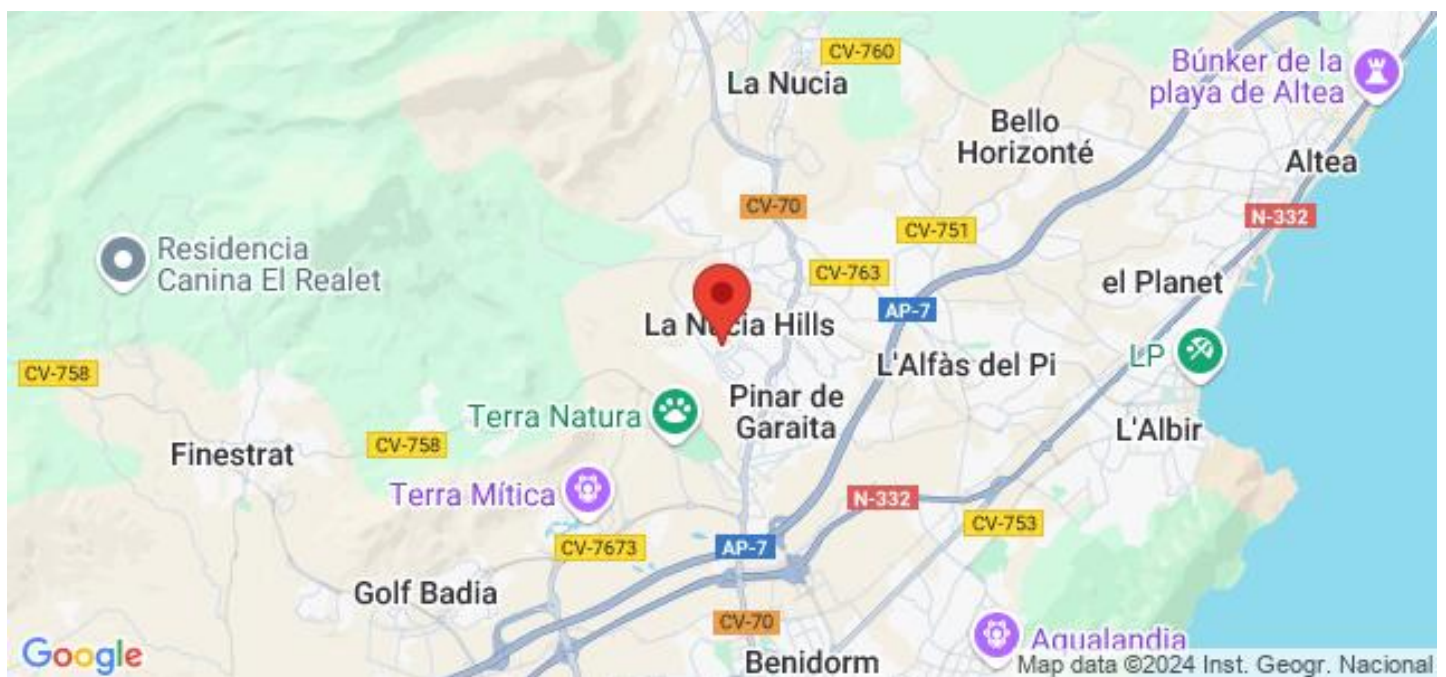 CV-760
La Nucia
Búnker de la
playa de Altea
Bello
Horizonté
Altea
CV-70
N-332
CV-751
Residencia
Canina El Realet
CV-763
el Planet
AP-7
La Nucia Hills
LP
CV-758
L'Alfàs del Pi
Terra Natura
Pinar de
Garaita
L'Albir
Finestrat
CV-758
Terra Mítica
N-332
CV-753
CV-7673
AP-7
Golf Badia
CV-70
Aqualandia
Benidorm
Google
Map data ©2024 Inst. Geogr. Nacional